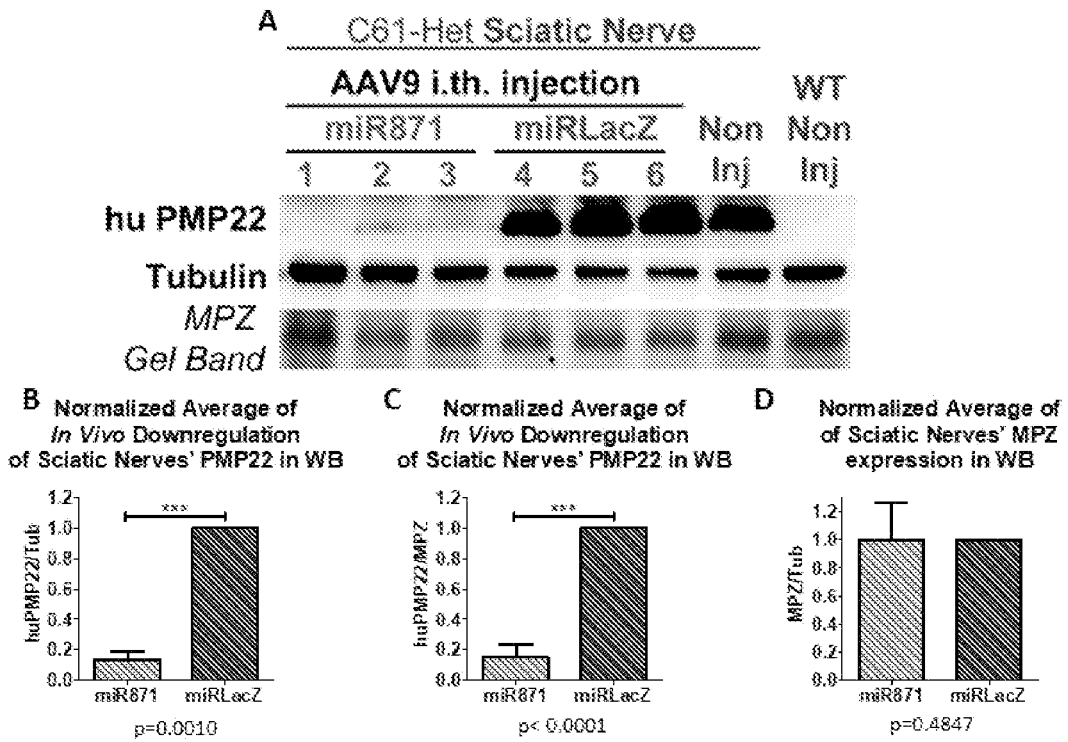 A
C61-Het Sciatic Nerve
AAV9 i.th. injection
WT
miR871 miRLacZ Non Non
1 2 3 4 5 6 Inj Inj
hu PMP22
Tubulin
MPZ
Gel Band
B Normalized Average of
In Vivo Downregulation
of Sciatic Nerves' PMP22 in WB
1.2
1.0
0.8
0.6
0.4
0.2
0.0
huPMP22/Tub
***
miR871 miRLacZ
p=0.0010
C Normalized Average of
In Vivo Downregulation
of Sciatic Nerves' PMP22 in WB
1.2
1.0
0.8
0.6
0.4
0.2
0.0
huPMP22/MPZ
***
miR871 miRLacZ
p< 0.0001
D Normalized Average of
of Sciatic Nerves' MPZ
expression in WB
1.2
1.0
0.8
0.6
0.4
0.2
0.0
MPZ/Tub
miR871 miRLacZ
p=0.4847